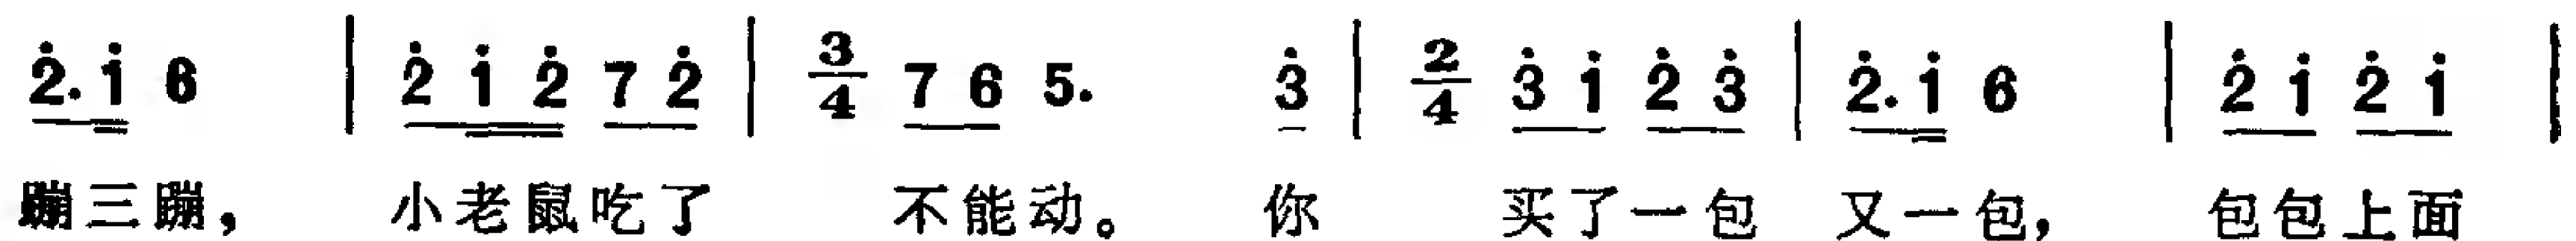 2̇.1̇ 6 | 2̇ 1̇ 2̇ 7 2̇ | 3/4 7 6 5. 3̇ | 2/4 3̇ 1̇ 2̇ 3̇ | 2̇.1̇ 6 | 2̇ 1̇ 2̇ 1̇ |
蹦三蹦， 小老鼠吃了 不能动。 你 买了一包 又一包， 包包上面